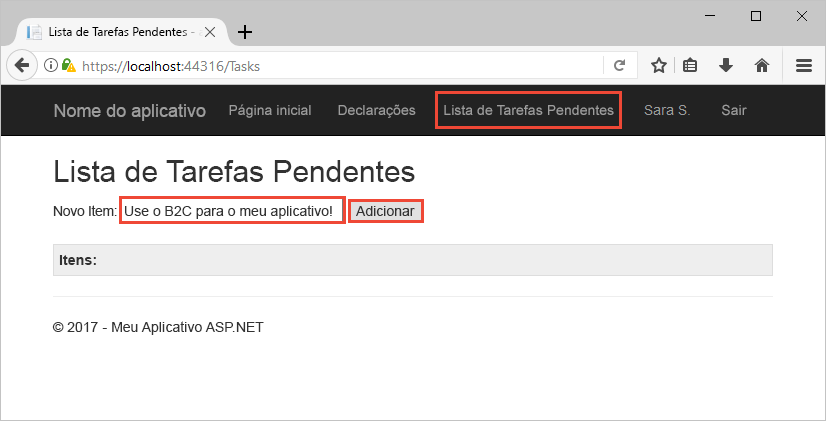 Lista de Tarefas Pendentes -
https://localhost:44316/Tasks
Nome do aplicativo Página inicial Declarações Lista de Tarefas Pendentes Sara S. Sair
Lista de Tarefas Pendentes
Novo Item: Use o B2C para o meu aplicativo! Adicionar
Itens:
© 2017 - Meu Aplicativo ASP.NET